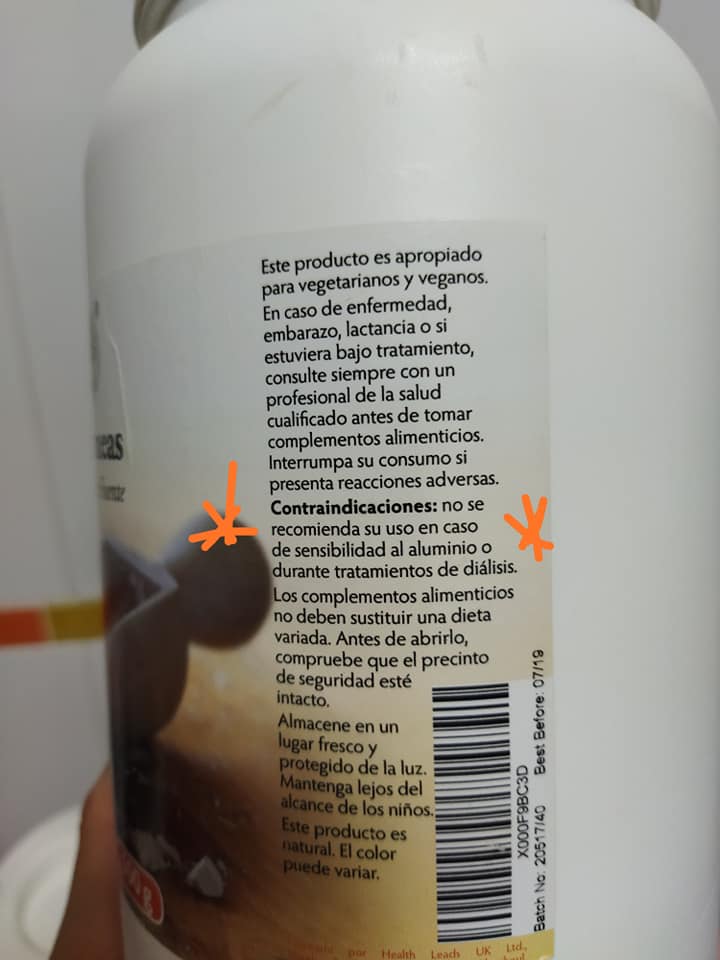 Este producto es apropiado
para vegetarianos y veganos.
En caso de enfermedad,
embarazo, lactancia o si
estuviera bajo tratamiento,
consulte siempre con un
profesional de la salud
cualificado antes de tomar
complementos alimenticios.
Interrumpa su consumo si
presenta reacciones adversas.
Contraindicaciones: no se
recomienda su uso en caso
de sensibilidad al aluminio o
durante tratamientos de diálisis.
Los complementos alimenticios
no deben sustituir una dieta
variada. Antes de abrirlo,
compruebe que el precinto
de seguridad esté
intacto.
Almacene en un
lugar fresco y
protegido de la luz.
Mantenga lejos del
alcance de los niños.
Este producto es
natural. El color
puede variar.
X000F9BC3D
Batch No: 20517/40 Best Before: 07/19
por Health Leads UK Ltd.,